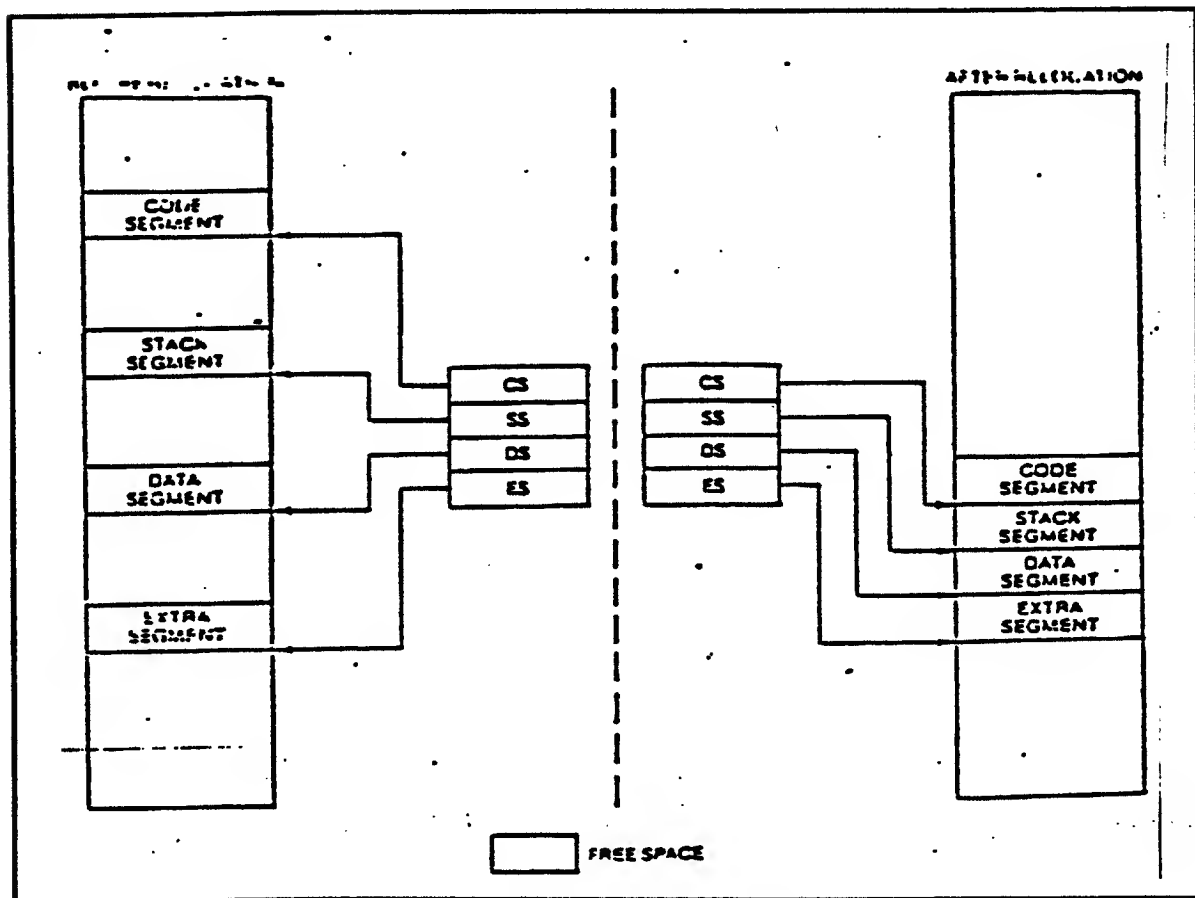 AFTER RELOCATION
CODE
SEGMENT
STACK
SEGMENT
DATA
SEGMENT
EXTRA
SEGMENT
CS
SS
DS
ES
CS
SS
DS
ES
CODE
SEGMENT
STACK
SEGMENT
DATA
SEGMENT
EXTRA
SEGMENT
FREE SPACE